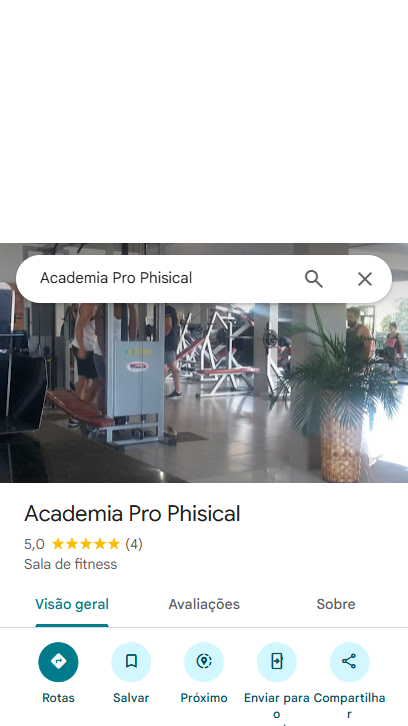 Academia Pro Phisical
Academia Pro Phisical
5,0 (4)
Sala de fitness
Visão geral Avaliações Sobre
Rotas Salvar Próximo Enviar para o Compartilhar